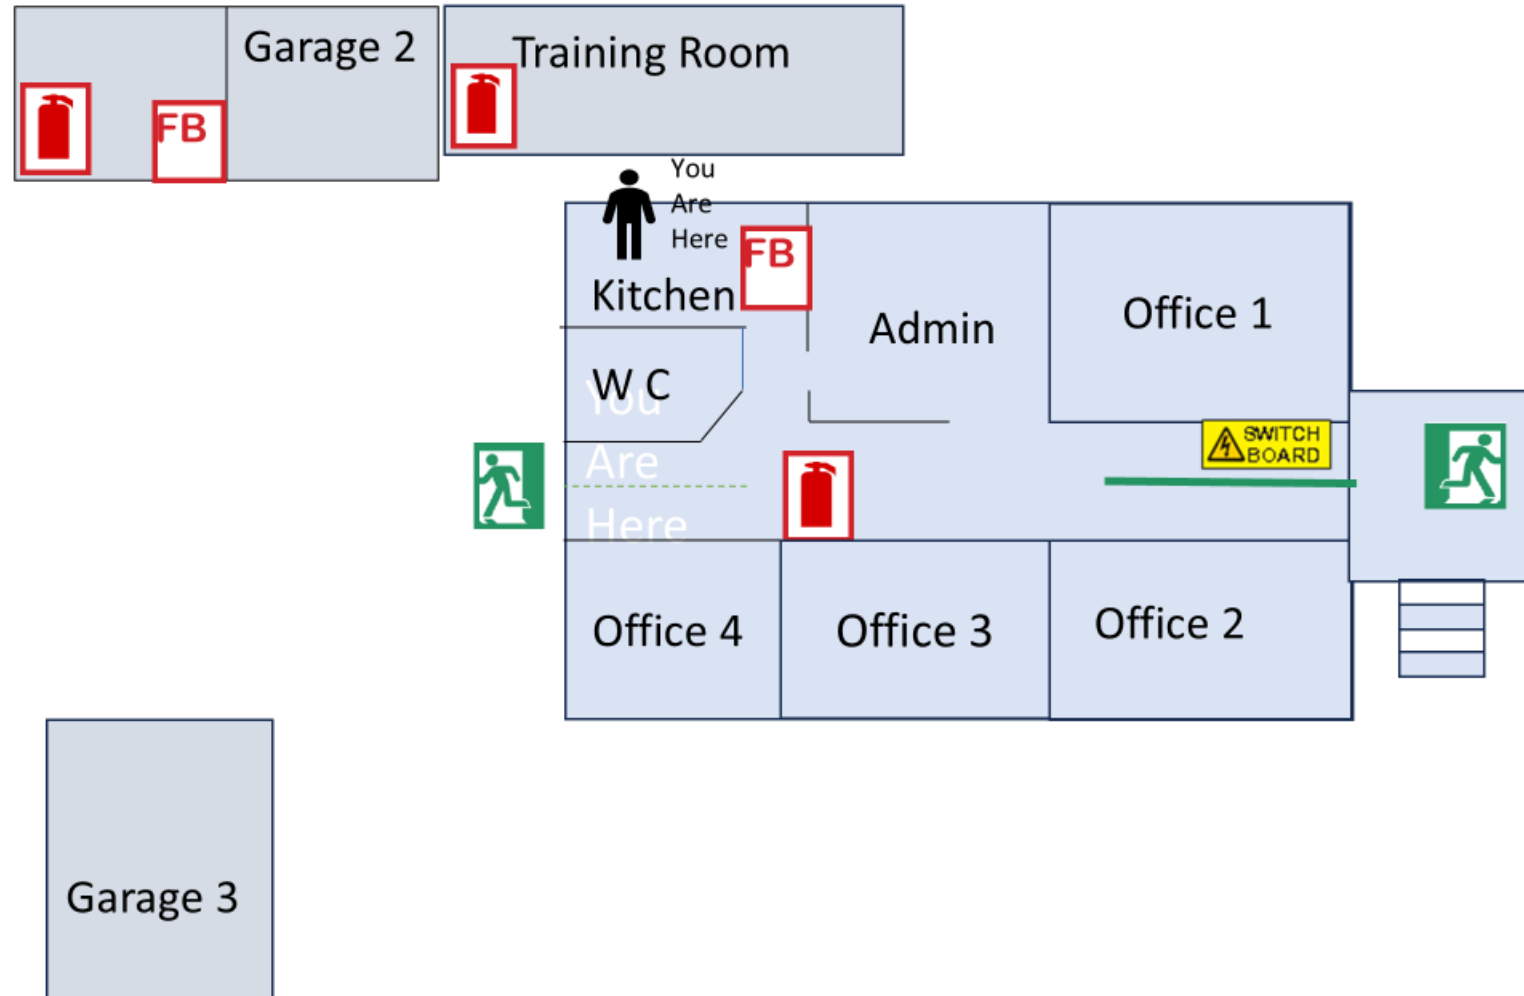 Garage 2
Training Room
FB
You
Are
Here
FB
Kitchen
Admin
Office 1
W C
You
Are
Here
SWITCH
BOARD
Office 4
Office 3
Office 2
Garage 3